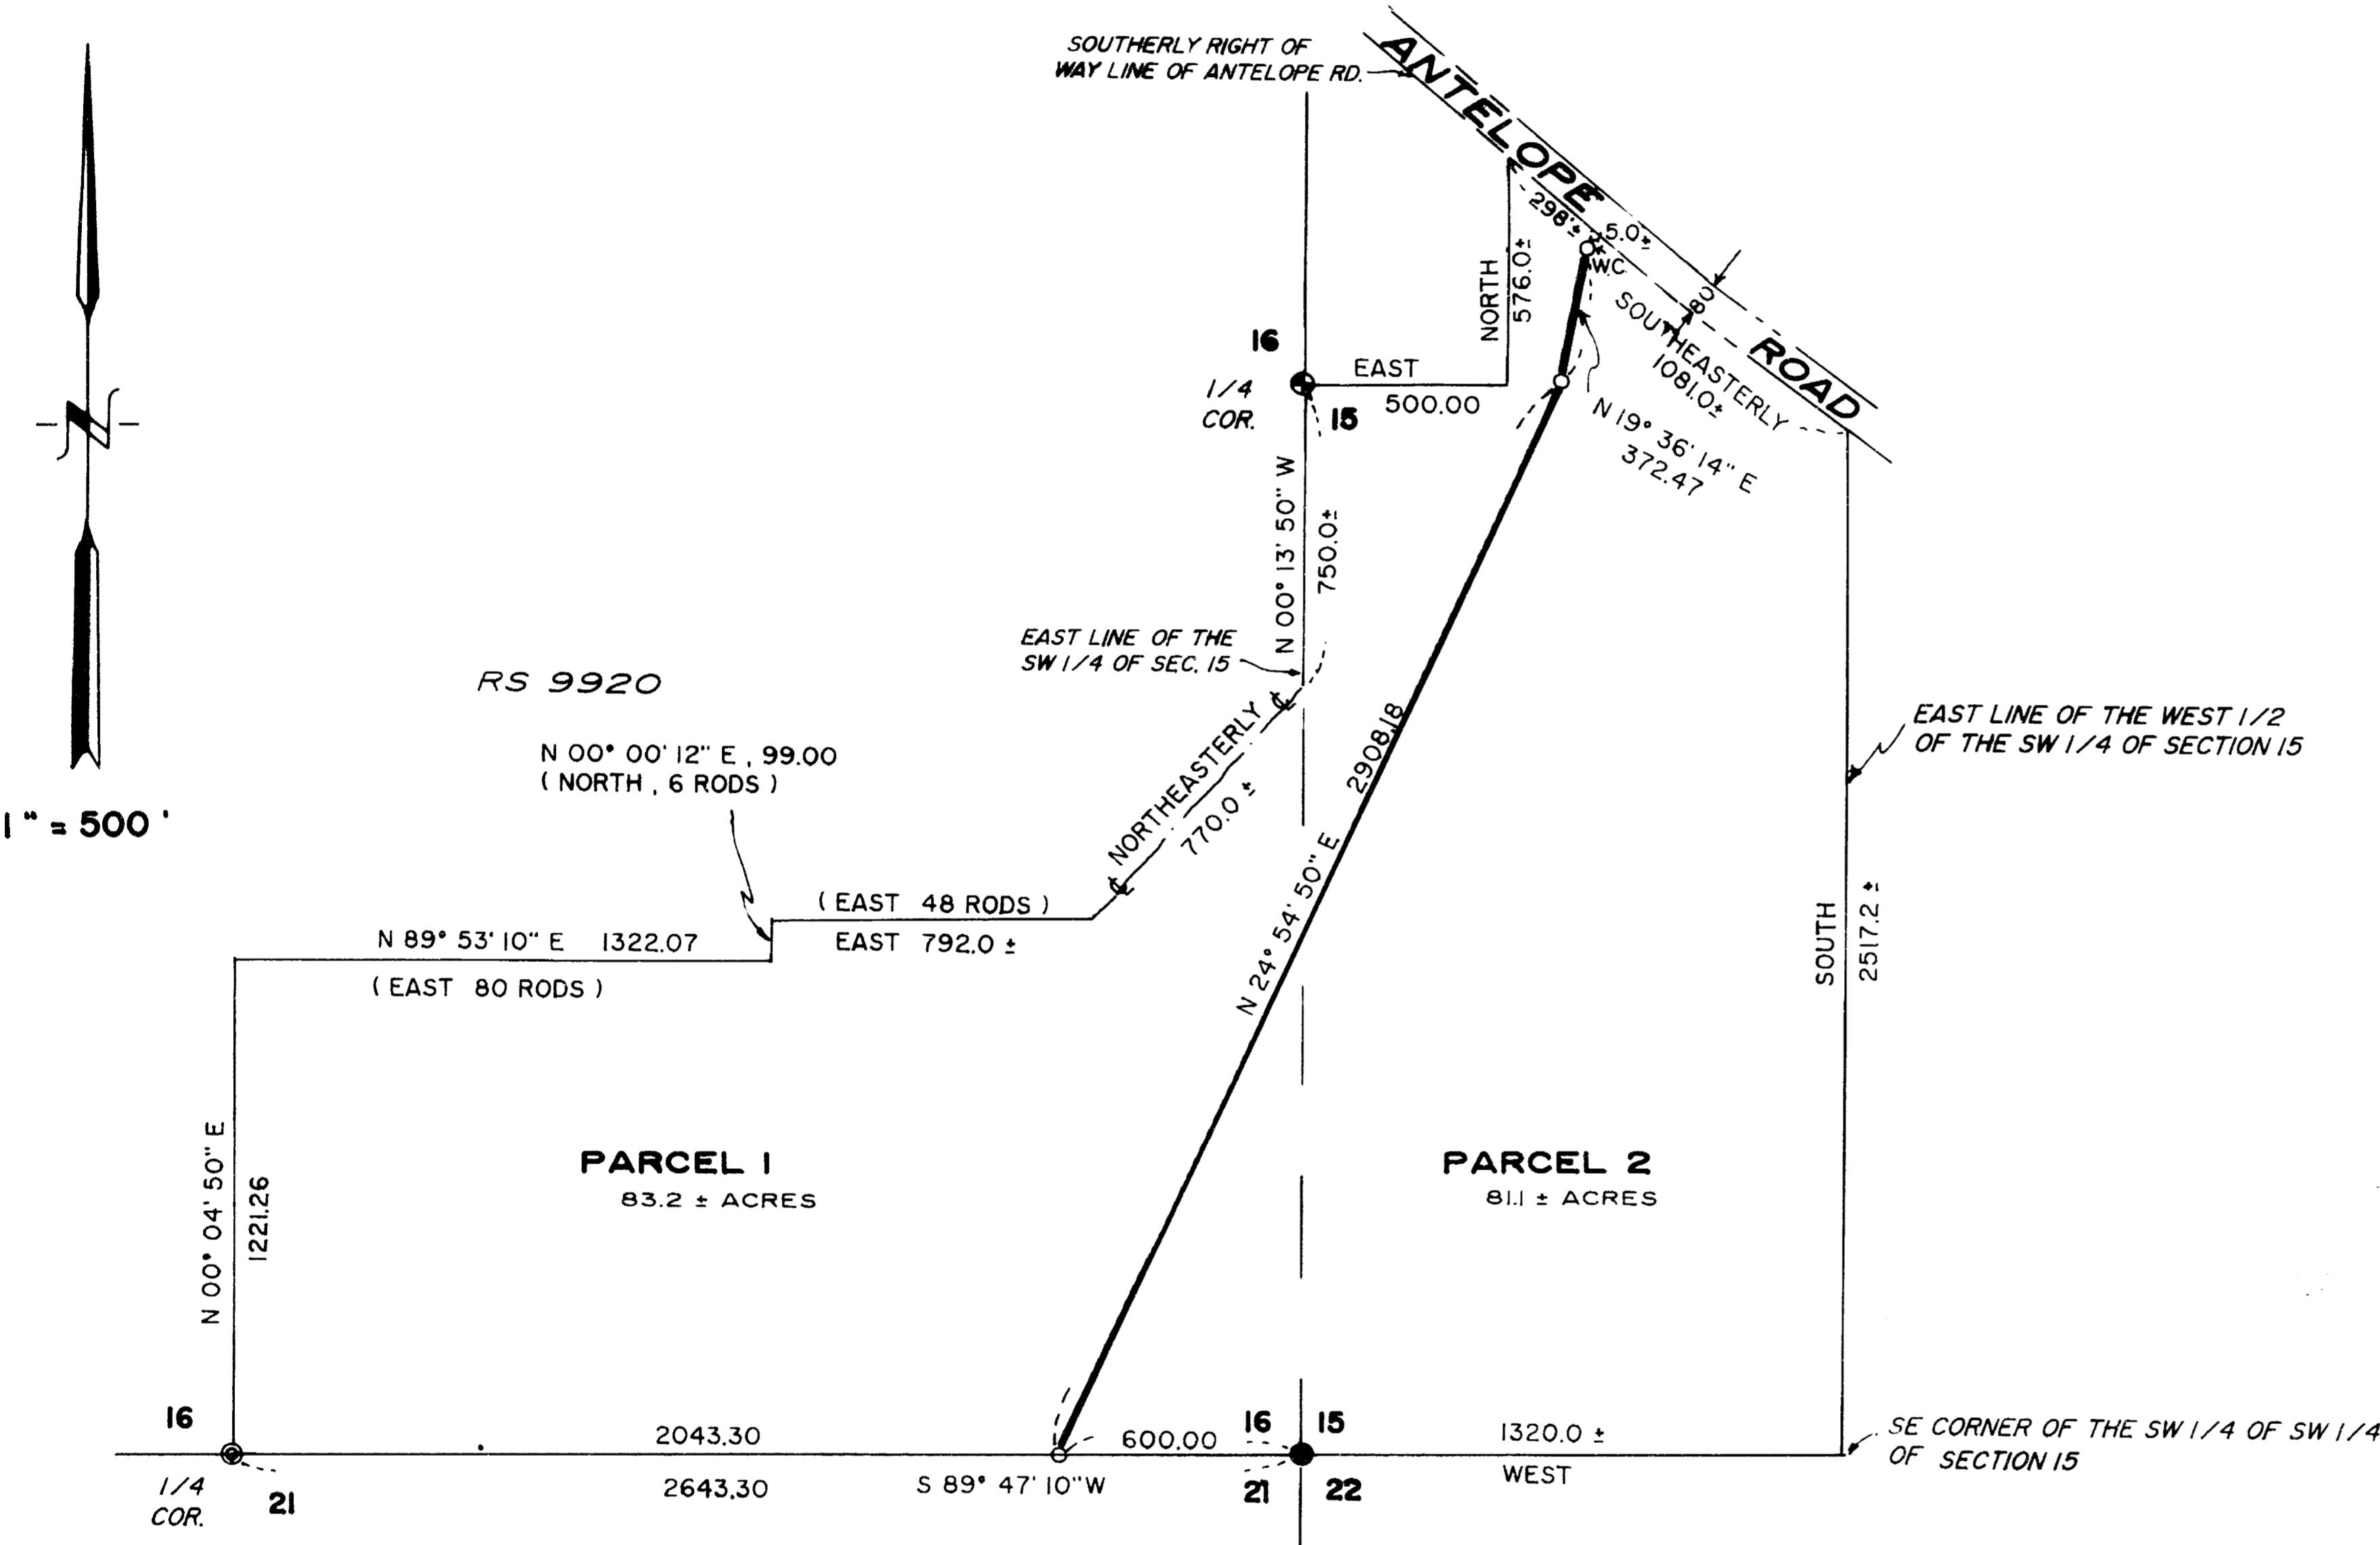 SOUTHERLY RIGHT OF
WAY LINE OF ANTELOPE RD.
ANTELOPE ROAD
298' ±
5.0±
WC
80
NORTH
576.0±
SOUTHEASTERLY
1081.0±
16
1/4
COR.
15
EAST
500.00
N 19° 36' 14" E
372.47
N 00° 13' 50" W
750.0±
N
1" = 500'
EAST LINE OF THE
SW 1/4 OF SEC. 15
RS 9920
N 00° 00' 12" E , 99.00
( NORTH , 6 RODS )
NORTHEASTERLY
770.0 ±
2908.18
N 24° 54' 50" E
EAST LINE OF THE WEST 1/2
OF THE SW 1/4 OF SECTION 15
( EAST 48 RODS )
EAST 792.0 ±
N 89° 53' 10" E 1322.07
( EAST 80 RODS )
SOUTH
2517.2 ±
N 00° 04' 50" E
1221.26
PARCEL 1
83.2 ± ACRES
PARCEL 2
81.1 ± ACRES
16
1/4
COR.
21
2043.30
2643.30
600.00
S 89° 47' 10" W
16
15
21
22
1320.0 ±
WEST
SE CORNER OF THE SW 1/4 OF SW 1/4
OF SECTION 15